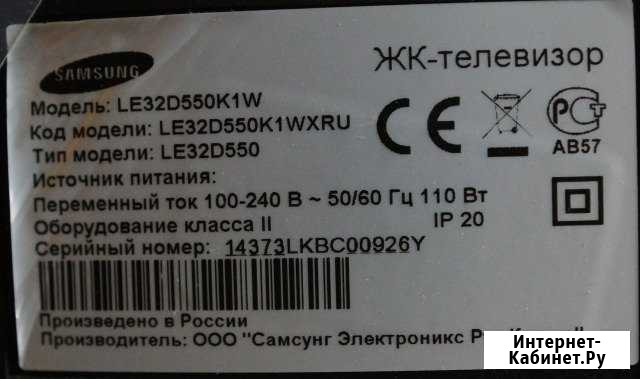 SAMSUNG
ЖК-телевизор
Модель: LE32D550K1W
Код модели: LE32D550K1WXRU
Тип модели: LE32D550
Источник питания:
Переменный ток 100-240 В ~ 50/60 Гц 110 Вт
Оборудование класса II IP 20
Серийный номер: 14373LKBC00926Y
CE
РСТ
АВ57
Произведено в России
Производитель: ООО "Самсунг Электроникс
Интернет-
Кабинет.Ру